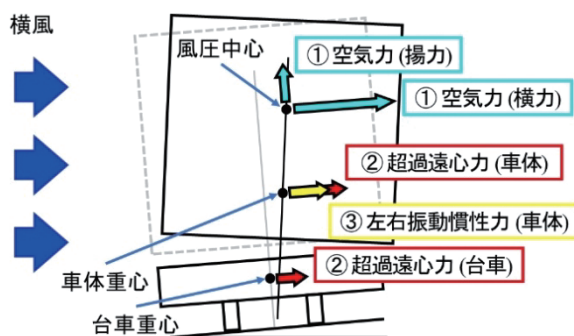 横風
風圧中心
① 空気力 (揚力)
① 空気力 (横力)
② 超過遠心力 (車体)
③ 左右振動慣性力 (車体)
② 超過遠心力 (台車)
車体重心
台車重心